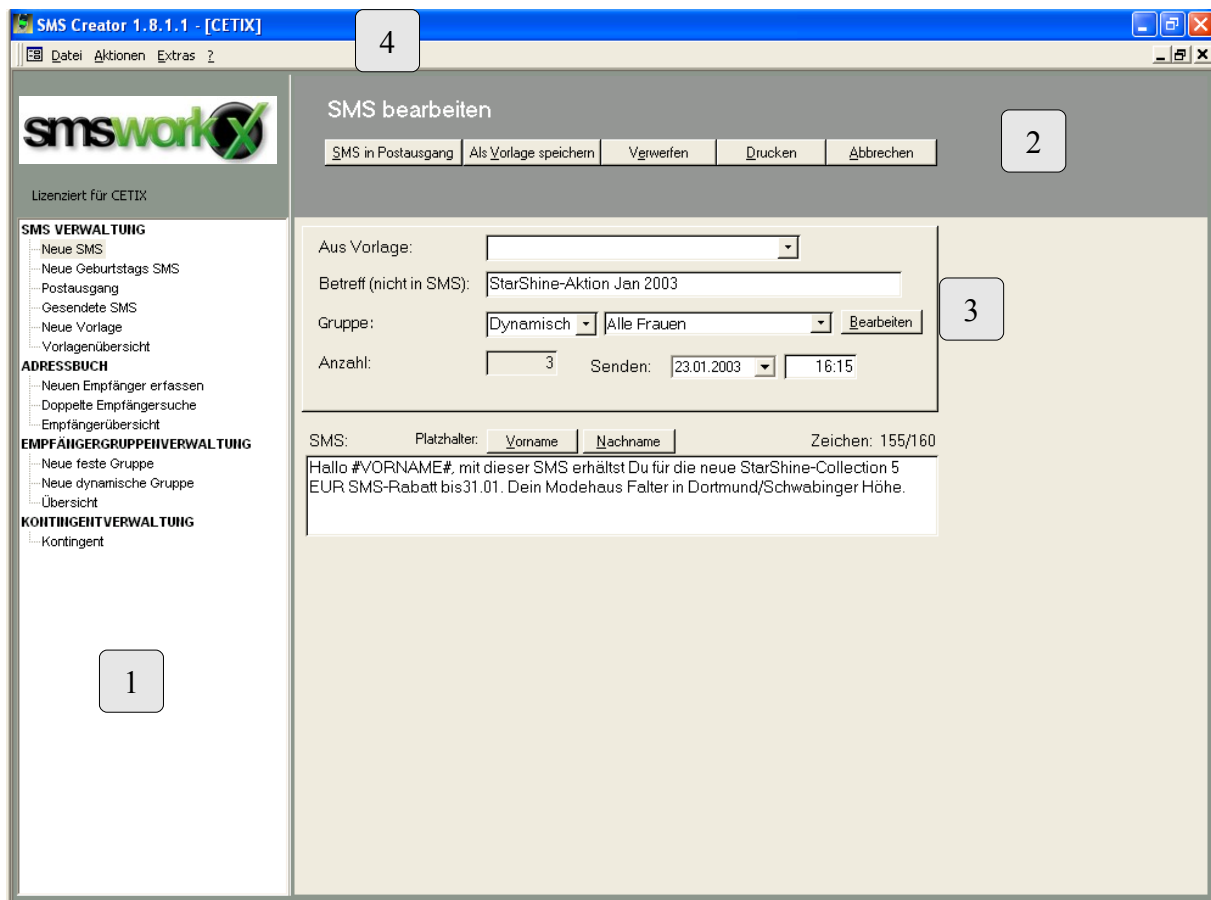 SMS Creator 1.8.1.1 - [CETIX]
4
Datei Aktionen Extras ?
smsworkX
Lizenziert für CETIX
SMS bearbeiten
2
SMS in Postausgang Als Vorlage speichern Verwerfen Drucken Abbrechen
SMS VERWALTUNG
Neue SMS
Neue Geburtstags SMS
Postausgang
Gesendete SMS
Neue Vorlage
Vorlagenübersicht
ADRESSBUCH
Neuen Empfänger erfassen
Doppelte Empfängersuche
Empfängerübersicht
EMPFÄNGERGRUPPENVERWALTUNG
Neue feste Gruppe
Neue dynamische Gruppe
Übersicht
KONTINGENTVERWALTUNG
Kontingent
1
Aus Vorlage:
Betreff (nicht in SMS): StarShine-Aktion Jan 2003
3
Gruppe: Dynamisch Alle Frauen Bearbeiten
Anzahl: 3 Senden: 23.01.2003 16:15
SMS: Platzhalter: Vorname Nachname Zeichen: 155/160
Hallo #VORNAME#, mit dieser SMS erhältst Du für die neue StarShine-Collection 5
EUR SMS-Rabatt bis31.01. Dein Modehaus Falter in Dortmund/Schwabinger Höhe.